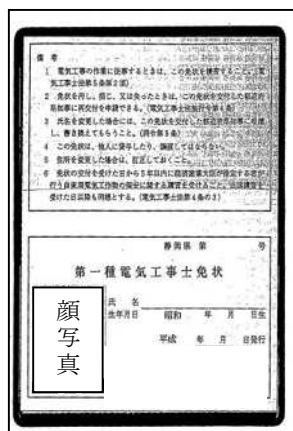 備 考
1 電気工事の作業に従事するときは、この免状を携帯すること。(電
気工事士法第5条第2項)
2 免状を汚し、損じ、又は失ったときは、この免状を交付した都道府
県知事に再交付を申請できる。(電気工事士法施行令第4条)
3 氏名を変更した場合には、この免状を交付した都道府県知事に
し、書き換えてもらうこと。(同令第5条)
4 この免状は、他人に貸与したり、譲渡してはならない。
5 住所を変更した場合は、訂正しておくこと。
6 免状の交付を受けた日から5年以内に経済産業大臣が指定する者が
行う自家用電気工作物の保安に関する講習を受けること。
受けた日以降も同様とする。(電気工事士法第4条の3)
静岡県 第 号
第一種電気工事士免状
氏 名
生年月日 昭和 年 月 日生
平成 年 月 日発行
顔写真